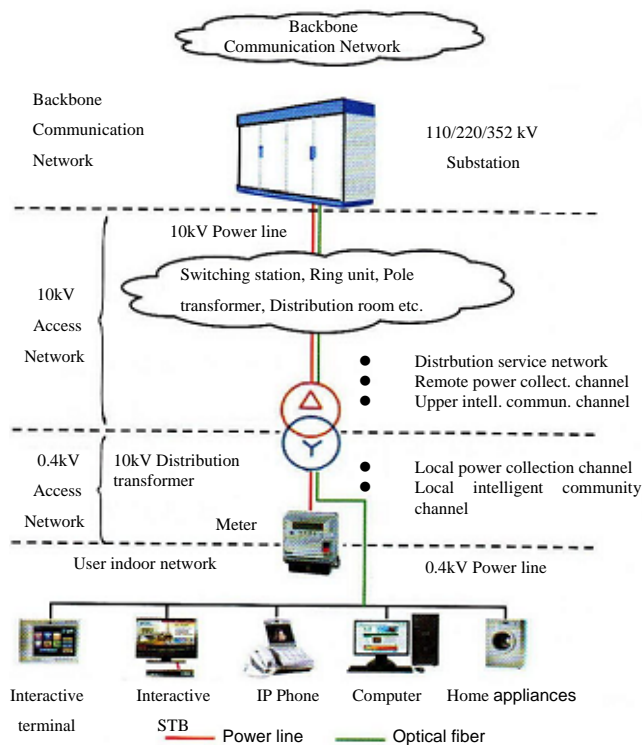 Backbone
Communication Network
Backbone
Communication
Network
110/220/352 kV
Substation
10kV Power line
Switching station, Ring unit, Pole
transformer, Distribution room etc.
10kV
Access
Network
Distrbution service network
Remote power collect. channel
Upper intell. commun. channel
0.4kV
Access
Network
10kV Distribution
transformer
Local power collection channel
Local intelligent community
channel
Meter
User indoor network
0.4kV Power line
Interactive
terminal
Interactive
STB
IP Phone
Computer
Home appliances
Power line
Optical fiber